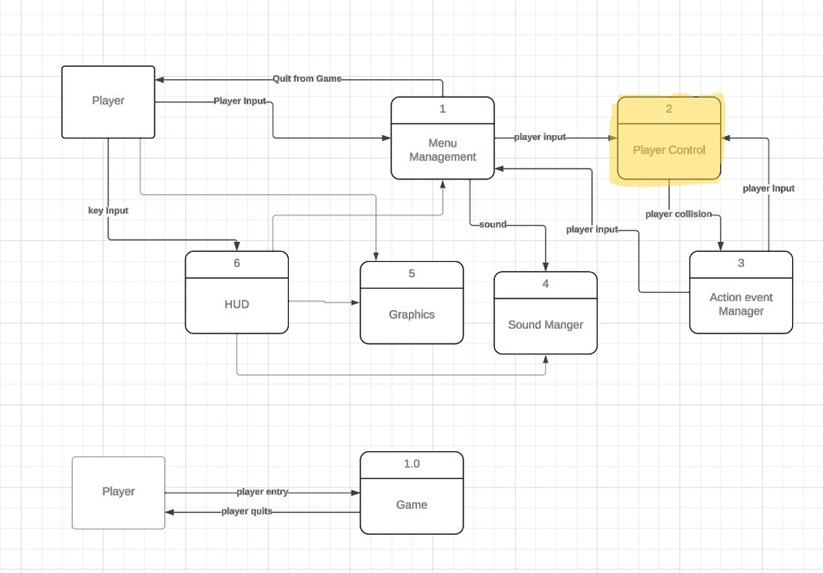 Quit from Game
Player
Player Input
1
Menu
Management
player input
2
Player Control
key Input
sound
player input
player collision
player Input
6
HUD
5
Graphics
4
Sound Manger
3
Action event
Manager
Player
player entry
player quits
1.0
Game